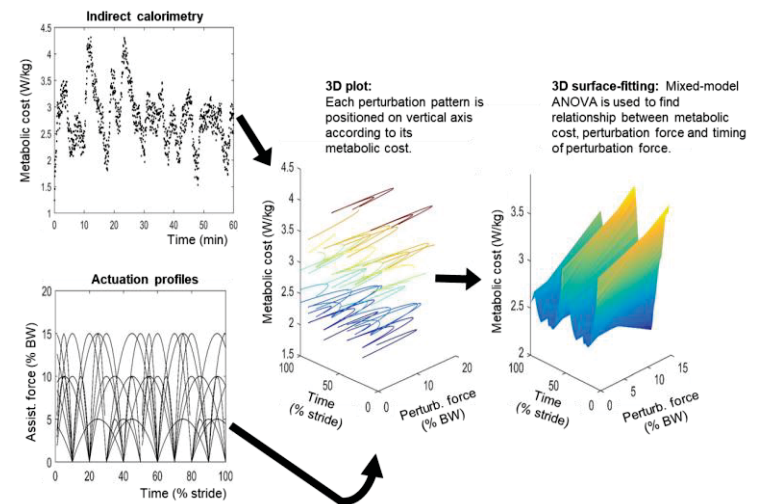 Indirect calorimetry
4.5
4
3.5
3
2.5
2
1.5
1
0 10 20 30 40 50 60
Metabolic cost (W/kg)
Time (min)
Actuation profiles
20
15
10
5
0
0 20 40 60 80 100
Assist. force (% BW)
Time (% stride)
3D plot:
Each perturbation pattern is
positioned on vertical axis
according to its
metabolic cost.
4.5
4
3.5
3
2.5
2
1.5
100
50
0 0
10
20
Metabolic cost (W/kg)
Time
(% stride)
Perturb. force
(% BW)
3D surface-fitting: Mixed-model
ANOVA is used to find
relationship between metabolic
cost, perturbation force and timing
of perturbation force.
3.5
3
2.5
2
100
50
0 0
5
10
15
Metabolic cost (W/kg)
Time
(% stride)
Perturb. force
(% BW)